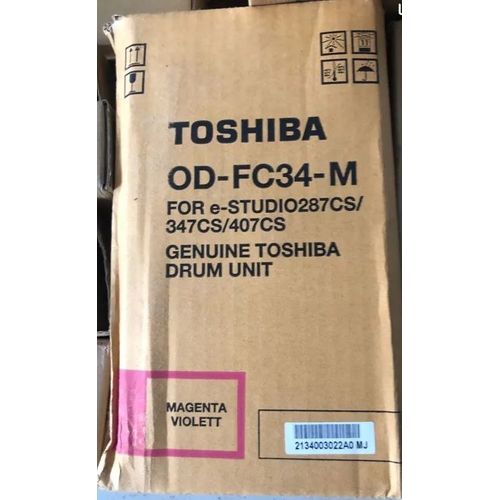 TOSHIBA
OD-FC34-M
FOR e-STUDIO287CS/
347CS/407CS
GENUINE TOSHIBA
DRUM UNIT
MAGENTA
VIOLETT
2134003022A0 MJ